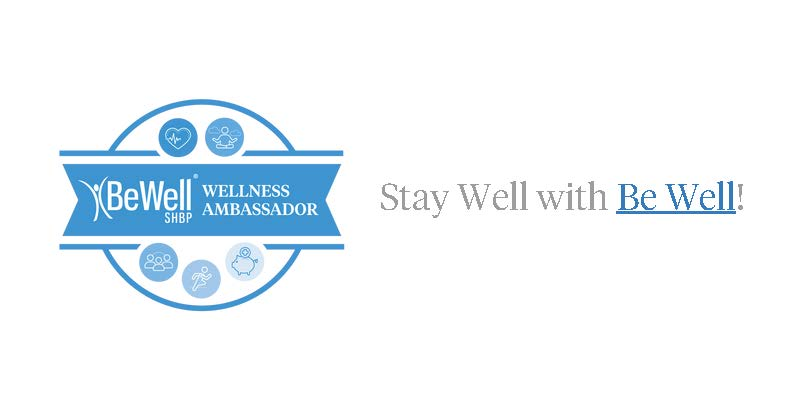 BeWell®
SHBP
WELLNESS
AMBASSADOR
Stay Well with Be Well!